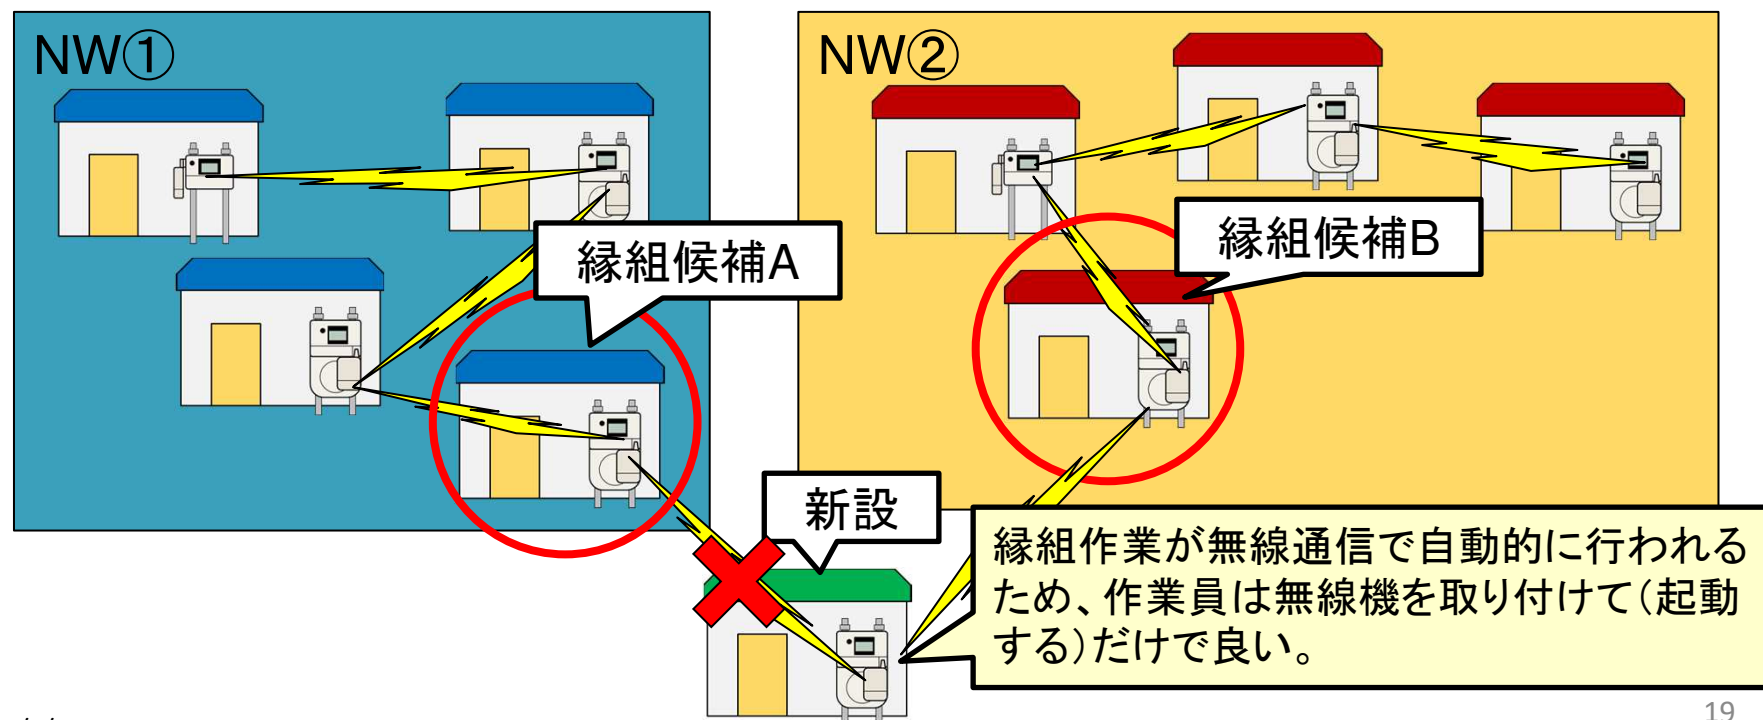 NW①
NW②
縁組候補A
縁組候補B
新設
縁組作業が無線通信で自動的に行われる
ため、作業員は無線機を取り付けて（起動
する）だけで良い。
19